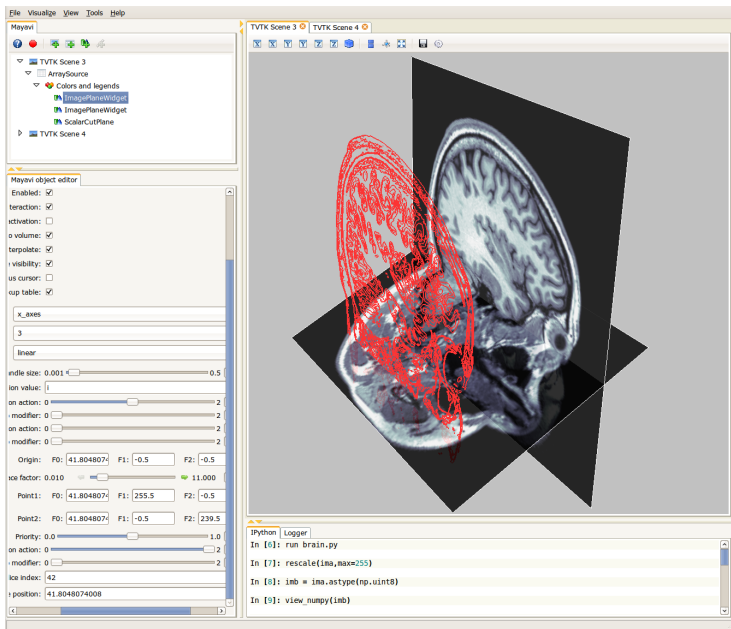 File Visualize View Tools Help
Mayavi
TVTK Scene 3
ArraySource
Colors and legends
ImagePlaneWidget
ImagePlaneWidget
ScalarCutPlane
TVTK Scene 4
Mayavi object editor
Enabled:
teraction:
activation:
o volume:
terpolate:
e visibility:
us cursor:
kup table:
x_axes
3
linear
ndle size: 0.001 0.5
ion value: i
on action: 0 2
o modifier: 0 2
on action: 0 2
o modifier: 0 2
Origin: F0: 41.8048074 F1: -0.5 F2: -0.5
nce factor: 0.010 11.000
Point1: F0: 41.8048074 F1: 255.5 F2: -0.5
Point2: F0: 41.8048074 F1: -0.5 F2: 239.5
Priority: 0.0 1.0
on action: 0 2
o modifier: 0 2
lice index: 42
e position: 41.8048074008
TVTK Scene 3 TVTK Scene 4
X X Y Y Z Z
IPython Logger
In [6]: run brain.py
In [7]: rescale(ima,max=255)
In [8]: imb = ima.astype(np.uint8)
In [9]: view_numpy(imb)